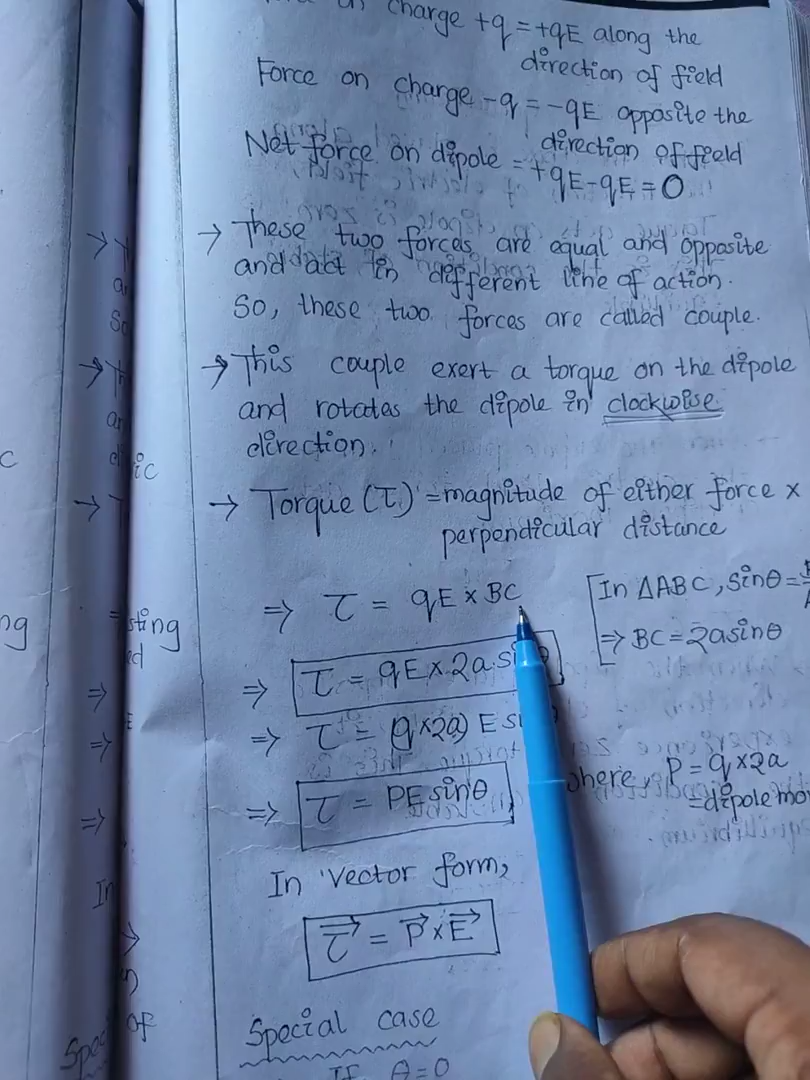 charge +q = +qE along the
direction of field
Force on charge -q = -qE opposite the
direction of field
Net force on dipole = +qE-qE = 0
→ These two forces are equal and opposite
and act in different line of action.
So, these two forces are called couple.
→ This couple exert a torque on the dipole
and rotates the dipole in clockwise
direction.
→ Torque (τ) = magnitude of either force ×
perpendicular distance
⇒ τ = qE × BC
[In ΔABC, sinθ =
⇒ BC = 2asinθ
⇒ τ = qE × 2a.si
⇒ τ = (q×2a) E si
⇒ τ = PEsinθ
where, P = q×2a
= dipole mo
In vector form,
τ⃗ = P⃗ × E⃗
Special case
If θ=0